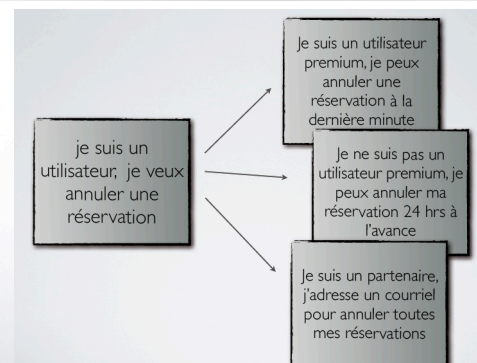 je suis un
utilisateur, je veux
annuler une
réservation
Je suis un utilisateur
premium, je peux
annuler une
réservation à la
dernière minute
Je ne suis pas un
utilisateur premium, je
peux annuler ma
réservation 24 hrs à
l'avance
Je suis un partenaire,
j'adresse un courriel
pour annuler toutes
mes réservations